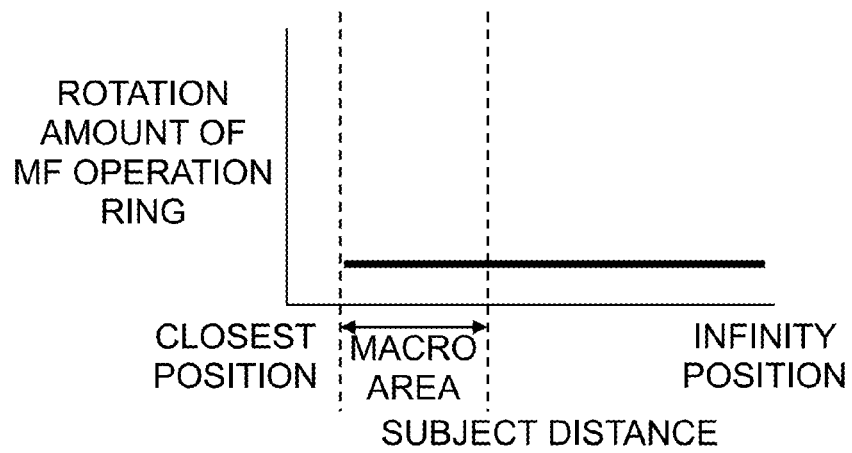 ROTATION
AMOUNT OF
MF OPERATION
RING
CLOSEST
POSITION
MACRO
AREA
INFINITY
POSITION
SUBJECT DISTANCE